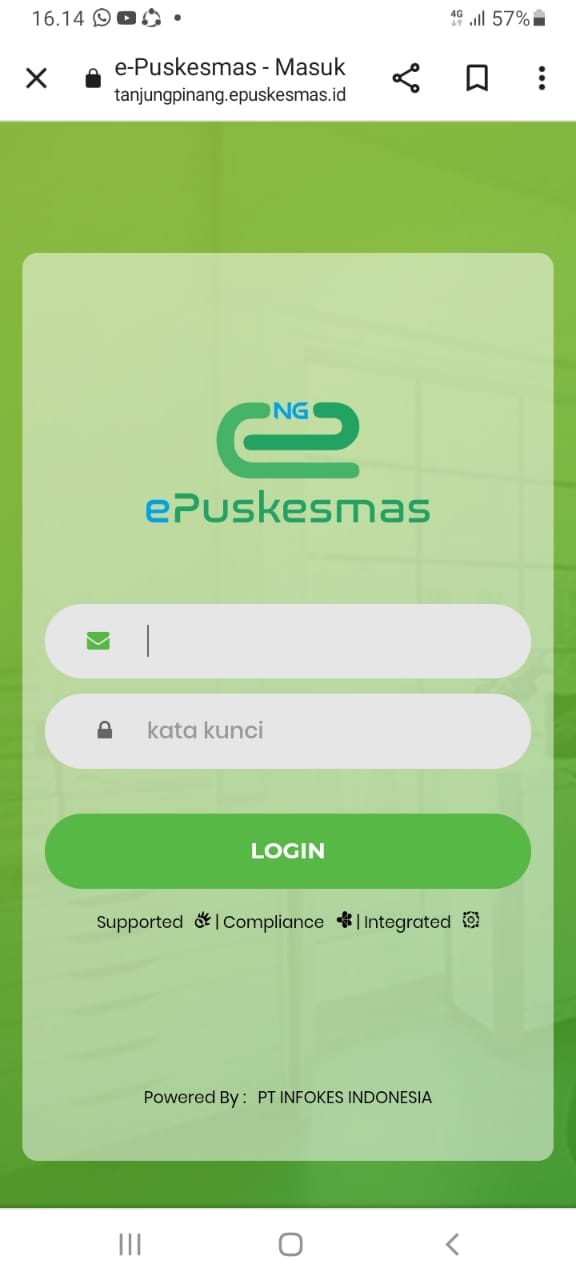 16.14 4G 57%
e-Puskesmas - Masuk
tanjungpinang.epuskesmas.id
NG
ePuskesmas
kata kunci
LOGIN
Supported | Compliance | Integrated
Powered By : PT INFOKES INDONESIA